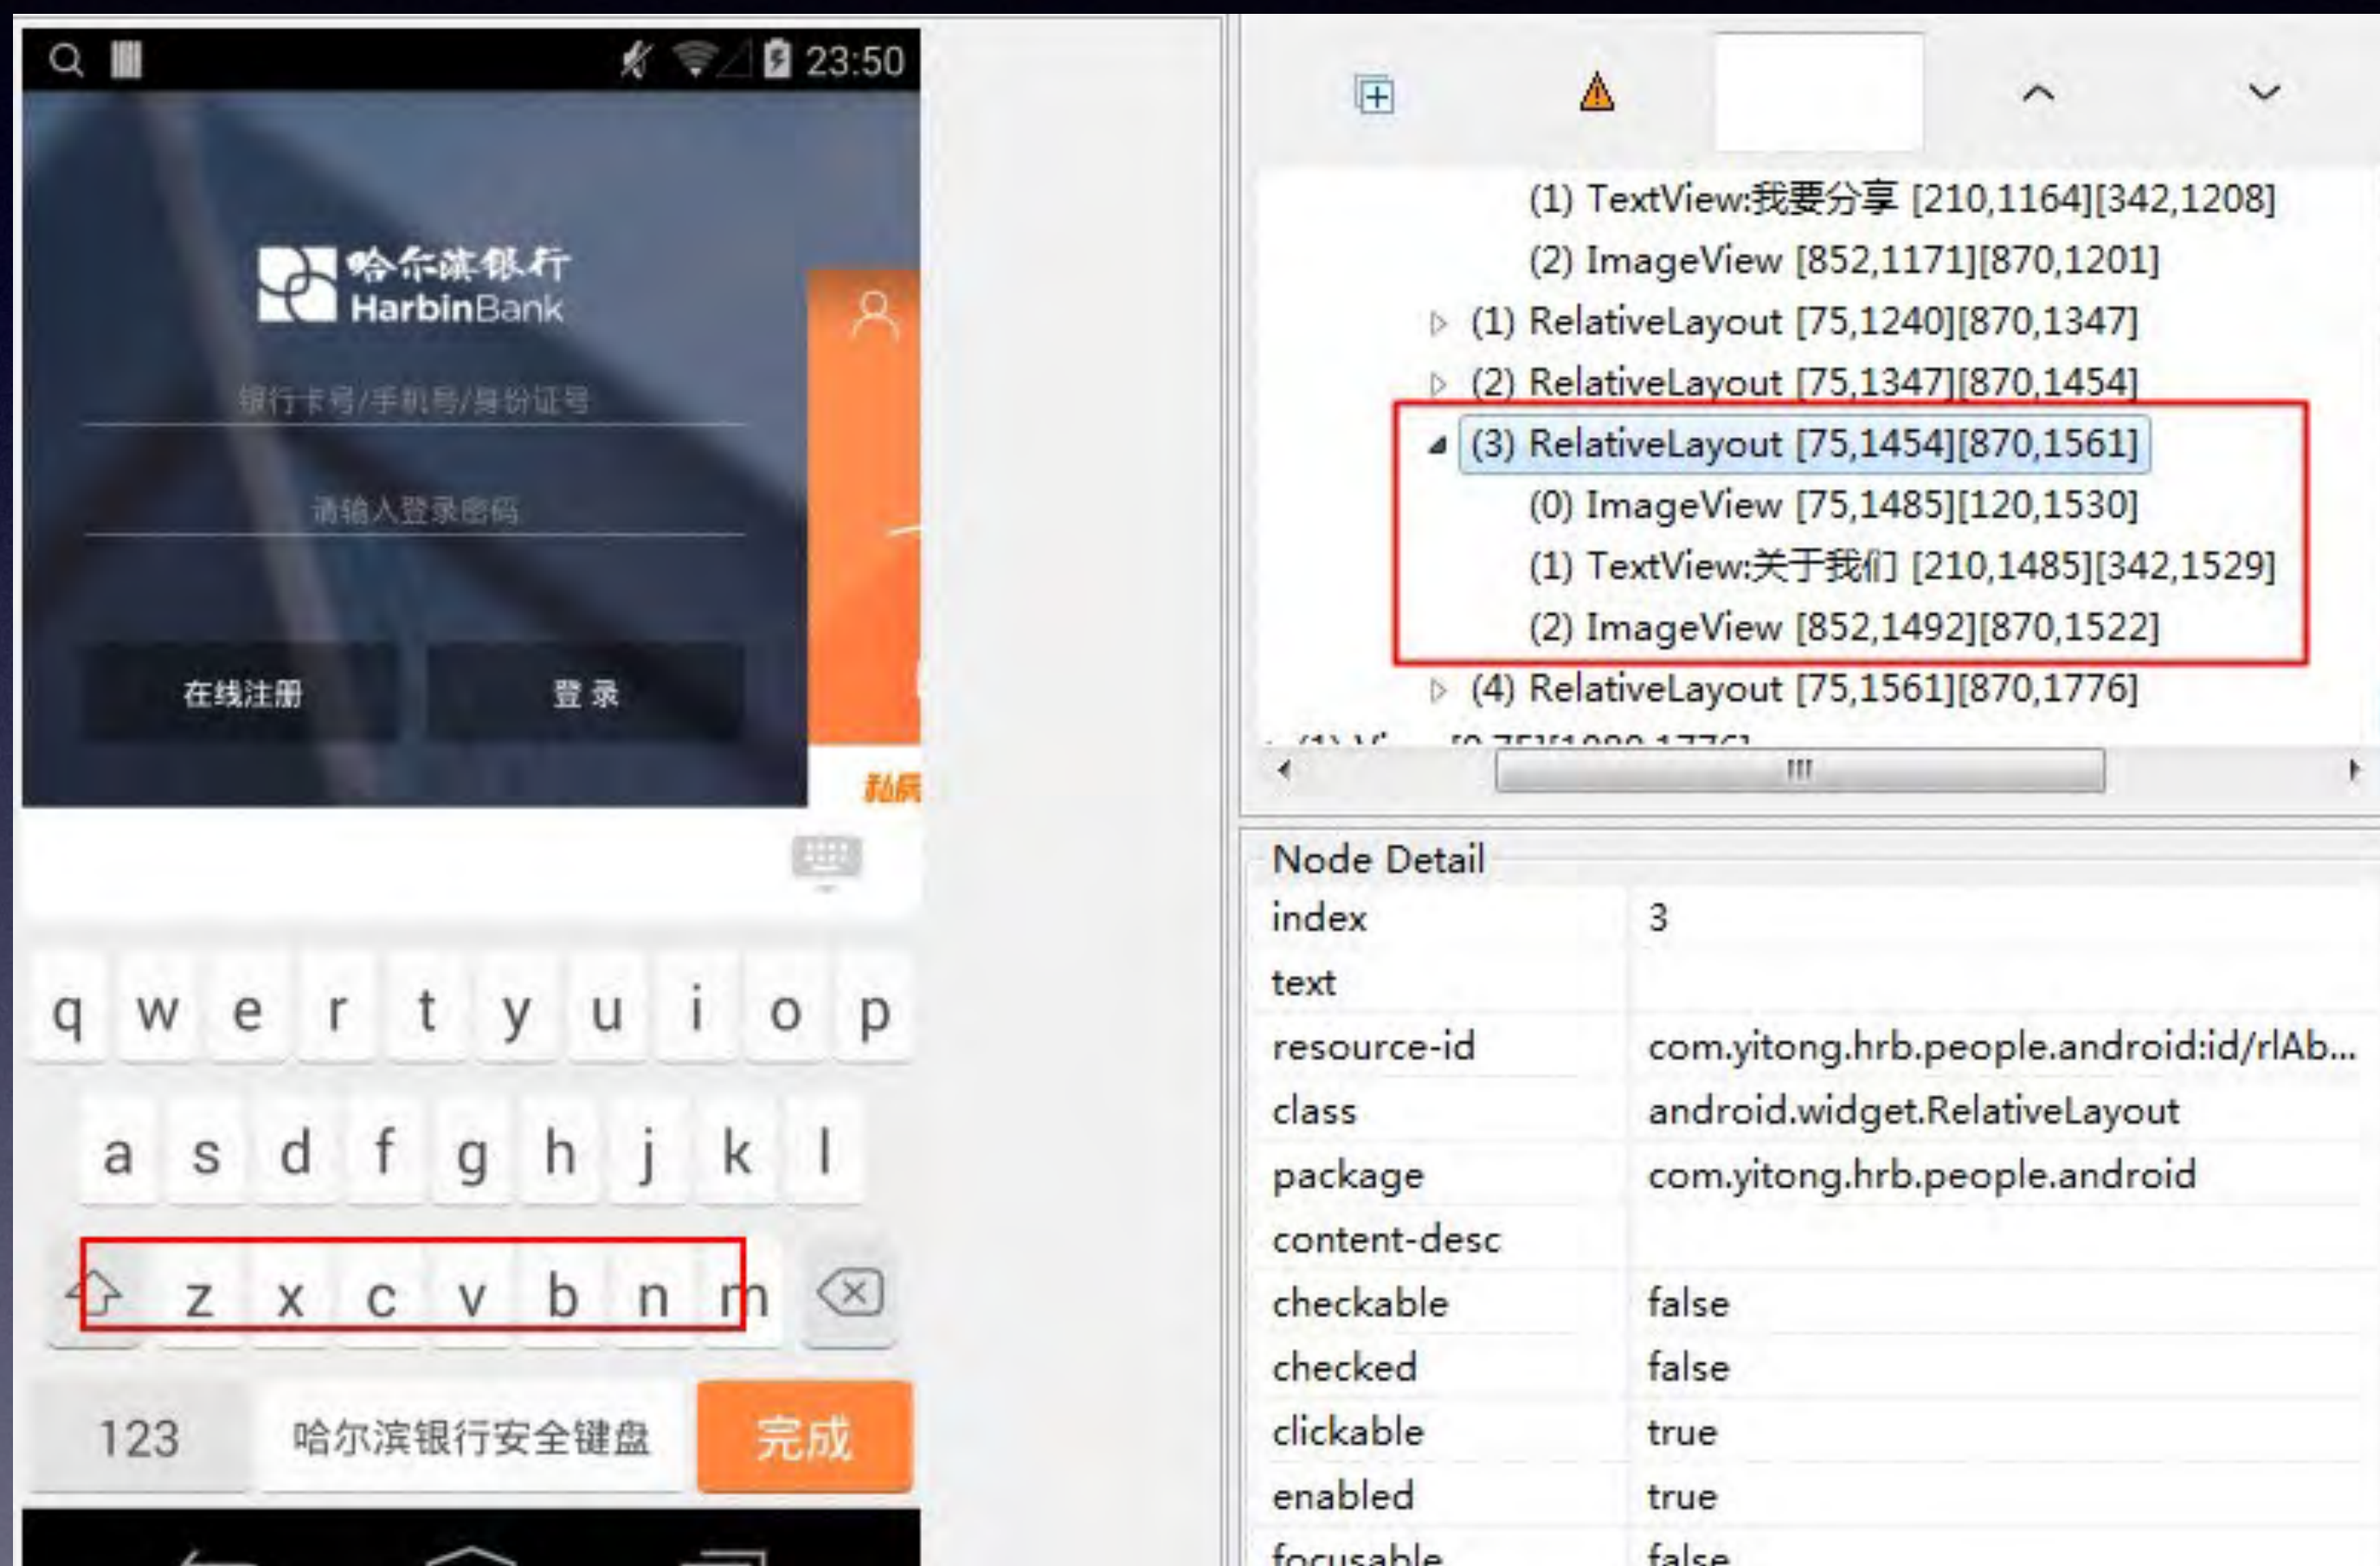 23:50
哈尔滨银行
HarbinBank
银行卡号/手机号/身份证号
请输入登录密码
在线注册
登 录
私房
q w e r t y u i o p
a s d f g h j k l
z x c v b n m
123
哈尔滨银行安全键盘
完成
(1) TextView:我要分享 [210,1164][342,1208]
(2) ImageView [852,1171][870,1201]
(1) RelativeLayout [75,1240][870,1347]
(2) RelativeLayout [75,1347][870,1454]
(3) RelativeLayout [75,1454][870,1561]
(0) ImageView [75,1485][120,1530]
(1) TextView:关于我们 [210,1485][342,1529]
(2) ImageView [852,1492][870,1522]
(4) RelativeLayout [75,1561][870,1776]
Node Detail
index 3
text
resource-id com.yitong.hrb.people.android:id/rlAb...
class android.widget.RelativeLayout
package com.yitong.hrb.people.android
content-desc
checkable false
checked false
clickable true
enabled true
focusable false